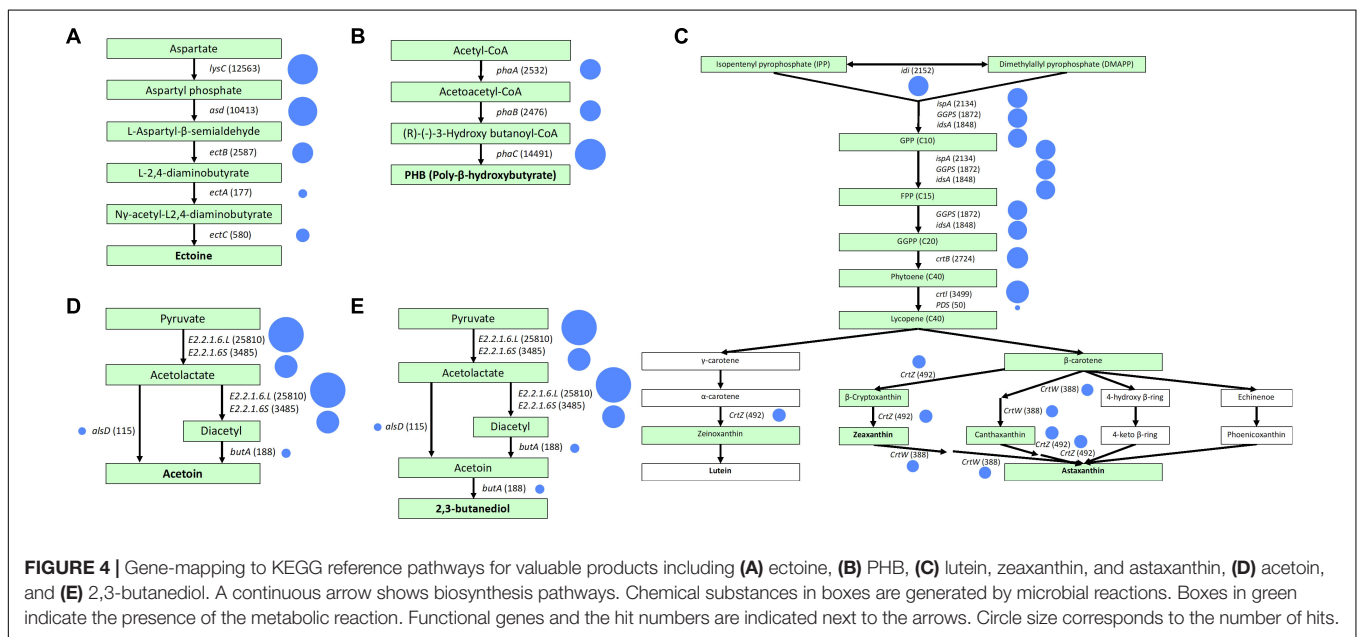 A
Aspartate
lysC (12563)
Aspartyl phosphate
asd (10413)
L-Aspartyl-β-semialdehyde
ectB (2587)
L-2,4-diaminobutyrate
ectA (177)
Ny-acetyl-L2,4-diaminobutyrate
ectC (580)
Ectoine
B
Acetyl-CoA
phaA (2532)
Acetoacetyl-CoA
phaB (2476)
(R)-(-)-3-Hydroxy butanoyl-CoA
phaC (14491)
PHB (Poly-β-hydroxybutyrate)
C
Isopentenyl pyrophosphate (IPP)
idi (2152)
Dimethylallyl pyrophosphate (DMAPP)
ispA (2134)
GGPS (1872)
idsA (1848)
GPP (C10)
ispA (2134)
GGPS (1872)
idsA (1848)
FPP (C15)
GGPS (1872)
idsA (1848)
GGPP (C20)
crtB (2724)
Phytoene (C40)
crtI (3499)
PDS (50)
Lycopene (C40)
γ-carotene
α-carotene
CrtZ (492)
Zeinoxanthin
Lutein
β-carotene
CrtZ (492)
β-Cryptoxanthin
CrtZ (492)
Zeaxanthin
CrtW (388)
CrtW (388)
CrtW (388)
Canthaxanthin
CrtZ (492)
CrtZ (492)
CrtW (388)
4-hydroxy β-ring
4-keto β-ring
Echinenoe
Phoenicoxanthin
Astaxanthin
D
Pyruvate
E2.2.1.6.L (25810)
E2.2.1.6S (3485)
Acetolactate
E2.2.1.6.L (25810)
E2.2.1.6S (3485)
alsD (115)
Diacetyl
butA (188)
Acetoin
E
Pyruvate
E2.2.1.6.L (25810)
E2.2.1.6S (3485)
Acetolactate
E2.2.1.6.L (25810)
E2.2.1.6S (3485)
alsD (115)
Diacetyl
butA (188)
Acetoin
butA (188)
2,3-butanediol
FIGURE 4 | Gene-mapping to KEGG reference pathways for valuable products including (A) ectoine, (B) PHB, (C) lutein, zeaxanthin, and astaxanthin, (D) acetoin,
and (E) 2,3-butanediol. A continuous arrow shows biosynthesis pathways. Chemical substances in boxes are generated by microbial reactions. Boxes in green
indicate the presence of the metabolic reaction. Functional genes and the hit numbers are indicated next to the arrows. Circle size corresponds to the number of hits.